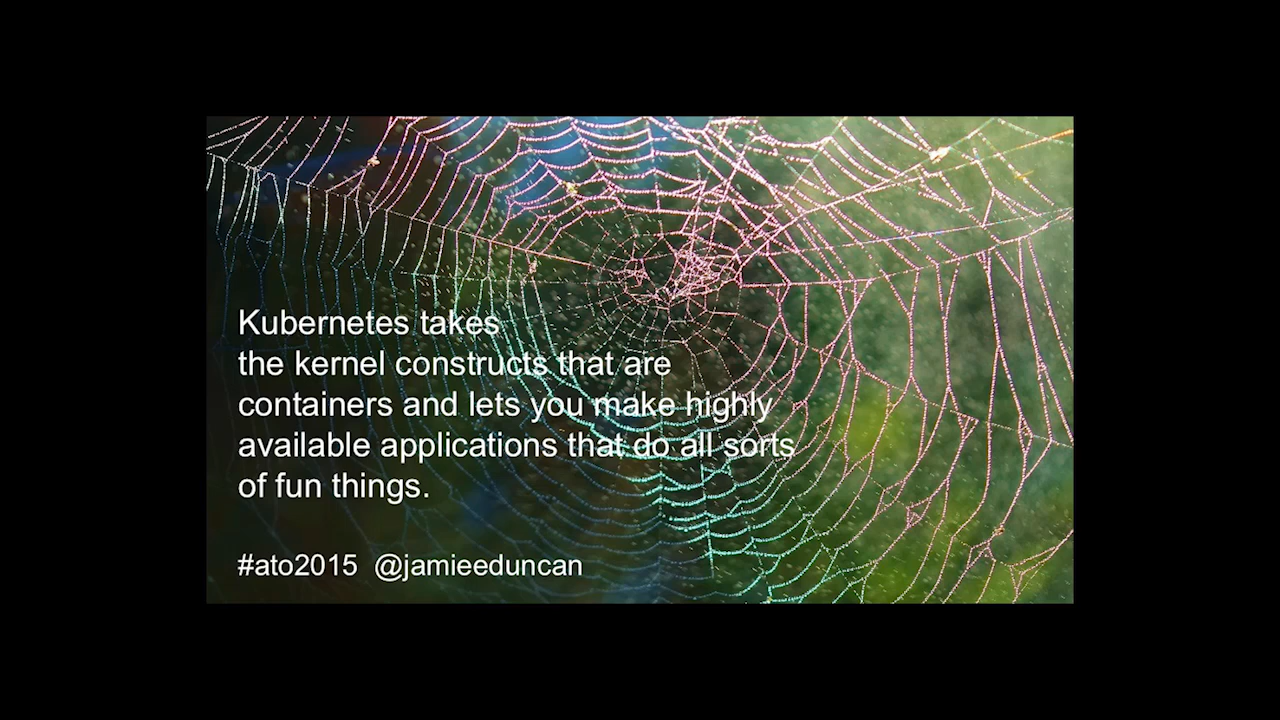 Kubernetes takes
the kernel constructs that are
containers and lets you make highly
available applications that do all sorts
of fun things.
#ato2015 @jamieeduncan